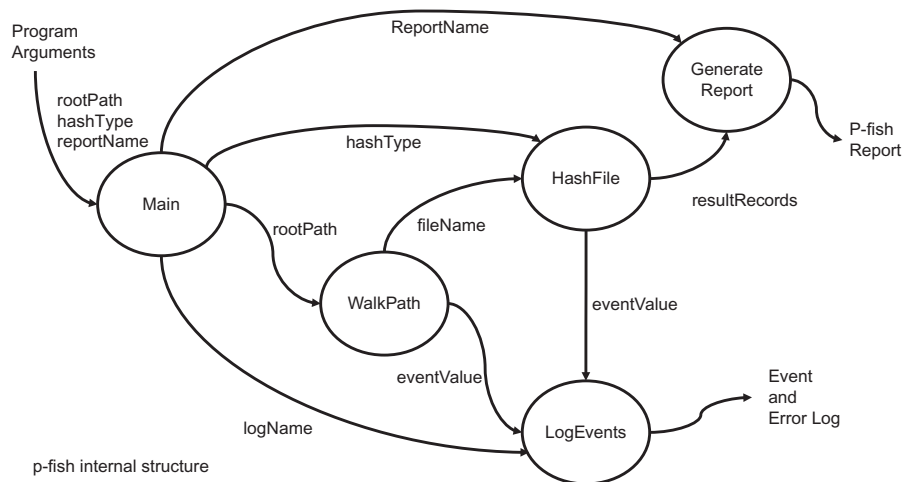 Program
Arguments
ReportName
Generate
Report
rootPath
hashType
reportName
hashType
P-fish
Report
HashFile
Main
fileName
resultRecords
rootPath
WalkPath
eventValue
eventValue
Event
and
Error Log
logName
LogEvents
p-fish internal structure